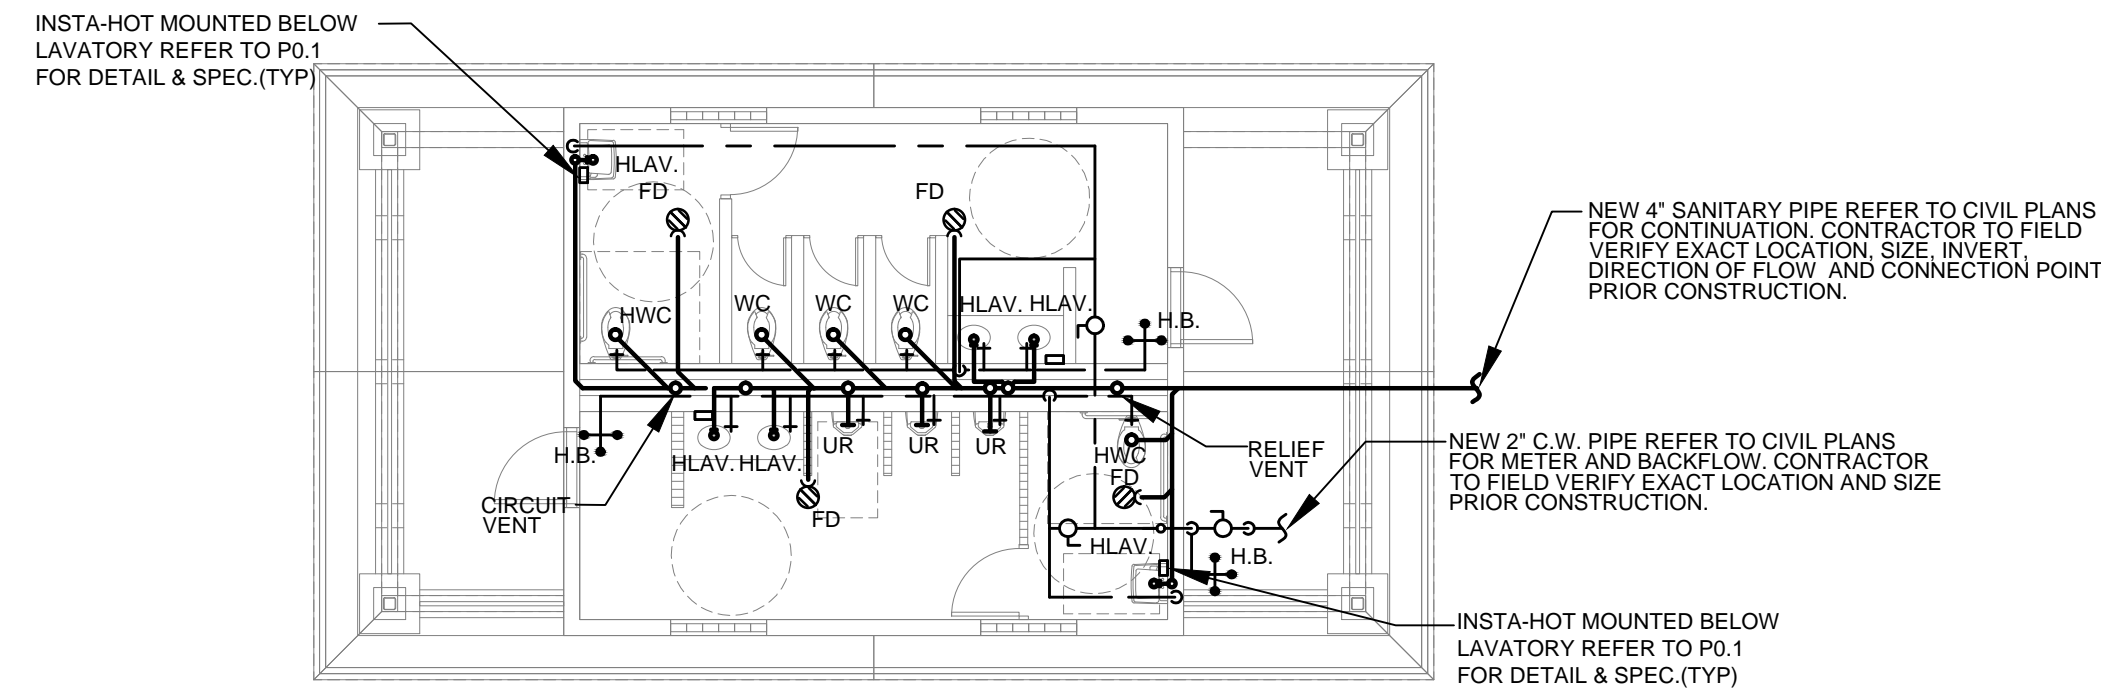 INSTA-HOT MOUNTED BELOW
LAVATORY REFER TO P0.1
FOR DETAIL & SPEC.(TYP)
HLAV.
FD
FD
NEW 4" SANITARY PIPE REFER TO CIVIL PLANS
FOR CONTINUATION. CONTRACTOR TO FIELD
VERIFY EXACT LOCATION, SIZE, INVERT,
DIRECTION OF FLOW AND CONNECTION POINT
PRIOR CONSTRUCTION.
HWC
WC
WC
WC
HLAV.
HLAV.
H.B.
H.B.
HLAV.
HLAV.
UR
UR
UR
HWC
FD
RELIEF
VENT
NEW 2" C.W. PIPE REFER TO CIVIL PLANS
FOR METER AND BACKFLOW. CONTRACTOR
TO FIELD VERIFY EXACT LOCATION AND SIZE
PRIOR CONSTRUCTION.
CIRCUIT
VENT
FD
HLAV.
H.B.
INSTA-HOT MOUNTED BELOW
LAVATORY REFER TO P0.1
FOR DETAIL & SPEC.(TYP)